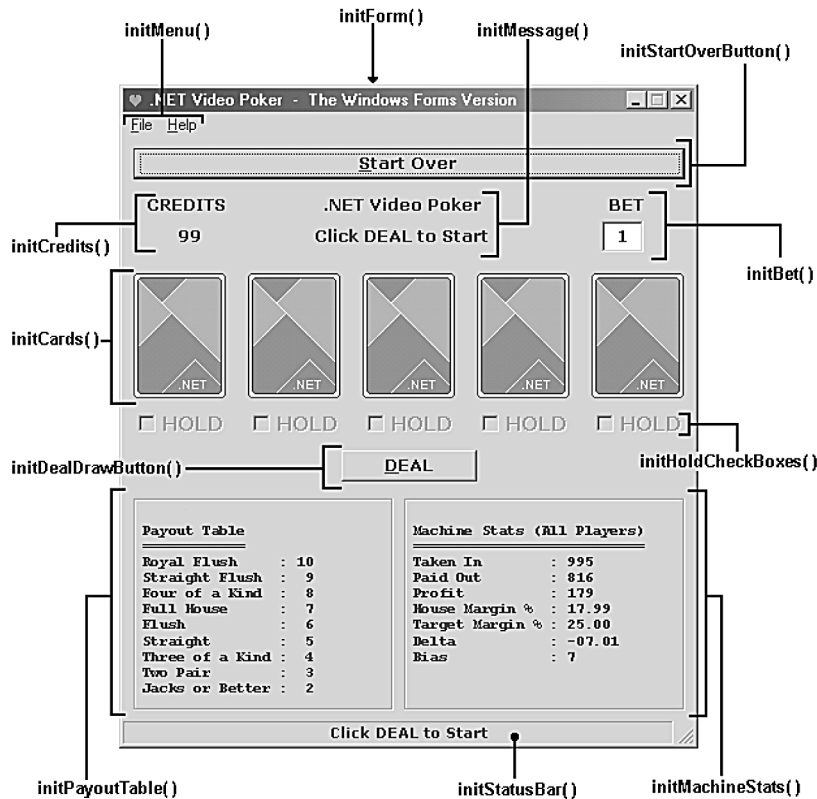 initForm()
initMenu()
initMessage()
initStartOverButton()
.NET Video Poker - The Windows Forms Version
File Help
Start Over
CREDITS .NET Video Poker BET
99 Click DEAL to Start 1
initCredits()
initBet()
initCards()
.NET .NET .NET .NET .NET
HOLD HOLD HOLD HOLD HOLD
initDealDrawButton()
DEAL
initHoldCheckBoxes()
Payout Table
Royal Flush : 10
Straight Flush : 9
Four of a Kind : 8
Full House : 7
Flush : 6
Straight : 5
Three of a Kind : 4
Two Pair : 3
Jacks or Better : 2
Machine Stats (All Players)
Taken In : 995
Paid Out : 816
Profit : 179
House Margin % : 17.99
Target Margin % : 25.00
Delta : -07.01
Bias : 7
Click DEAL to Start
initPayoutTable()
initStatusBar()
initMachineStats()